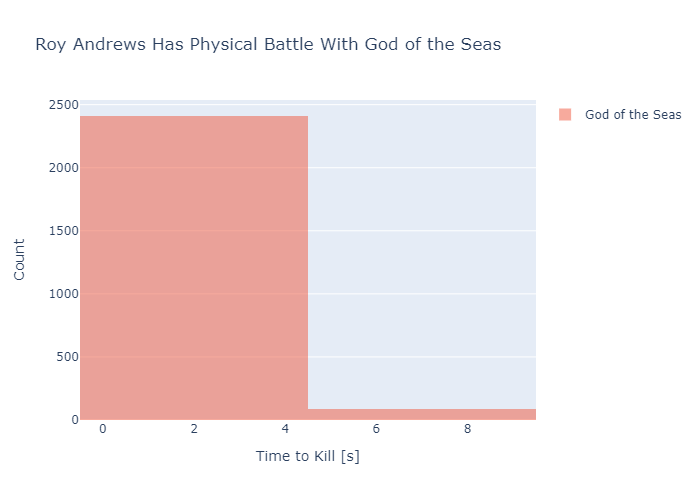 Roy Andrews Has Physical Battle With God of the Seas
God of the Seas
Count
2500
2000
1500
1000
500
0
0 2 4 6 8
Time to Kill [s]